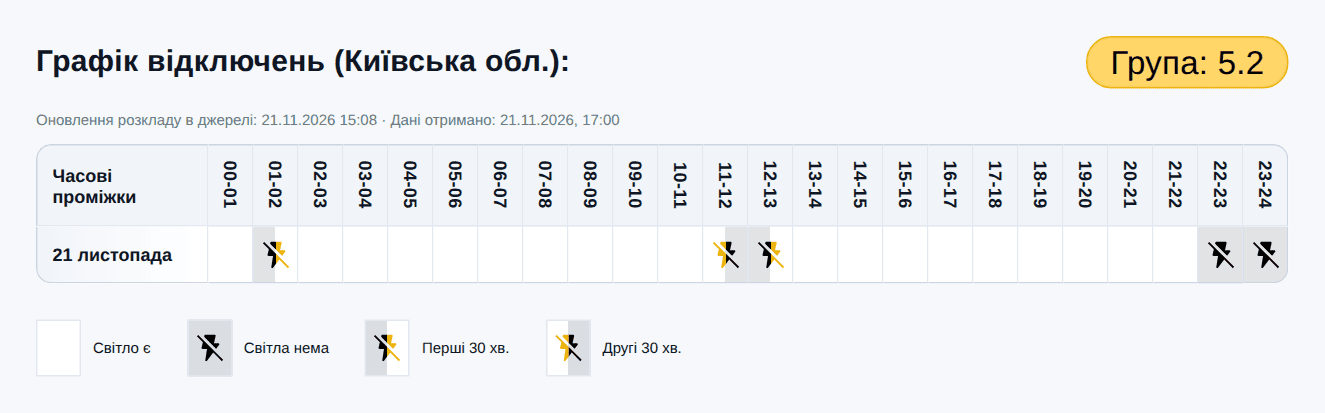 Графік відключень (Київська обл.):
Група: 5.2
Оновлення розкладу в джерелі: 21.11.2026 15:08 · Дані отримано: 21.11.2026, 17:00
Часові
проміжки
00-01
01-02
02-03
03-04
04-05
05-06
06-07
07-08
08-09
09-10
10-11
11-12
12-13
13-14
14-15
15-16
16-17
17-18
18-19
19-20
20-21
21-22
22-23
23-24
21 листопада
Світло є
Світла нема
Перші 30 хв.
Другі 30 хв.